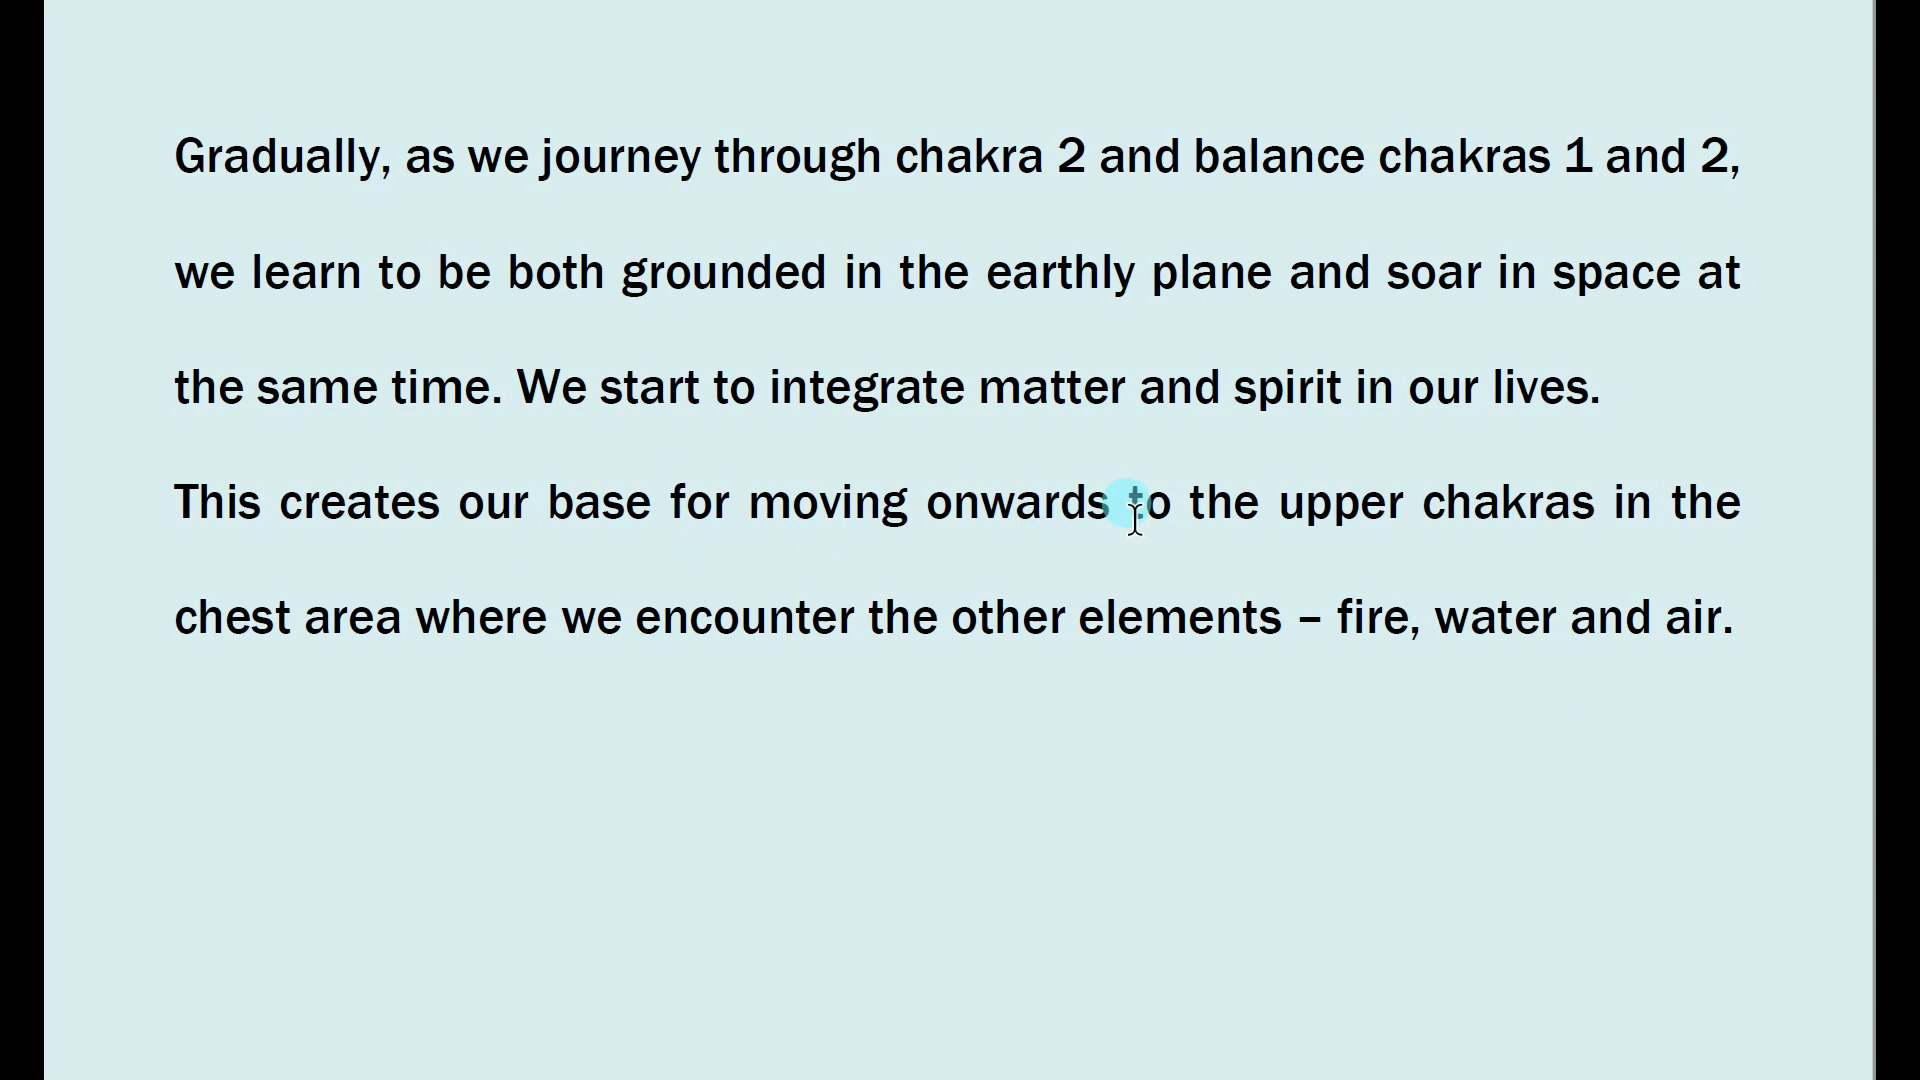 Gradually, as we journey through chakra 2 and balance chakras 1 and 2,
we learn to be both grounded in the earthly plane and soar in space at
the same time. We start to integrate matter and spirit in our lives.
This creates our base for moving onwards to the upper chakras in the
chest area where we encounter the other elements – fire, water and air.